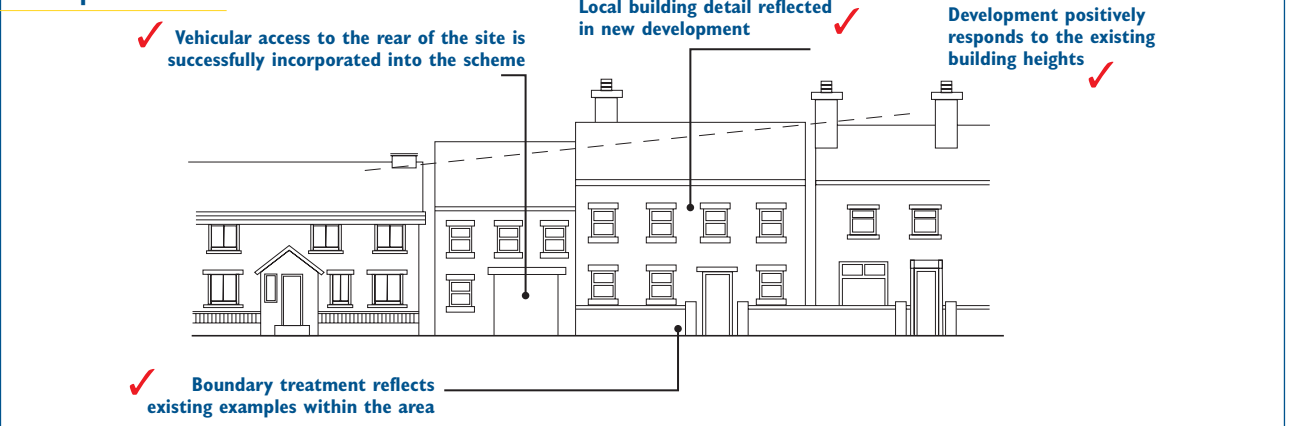 Vehicular access to the rear of the site is
successfully incorporated into the scheme
Local building detail reflected
in new development
Development positively
responds to the existing
building heights
Boundary treatment reflects
existing examples within the area